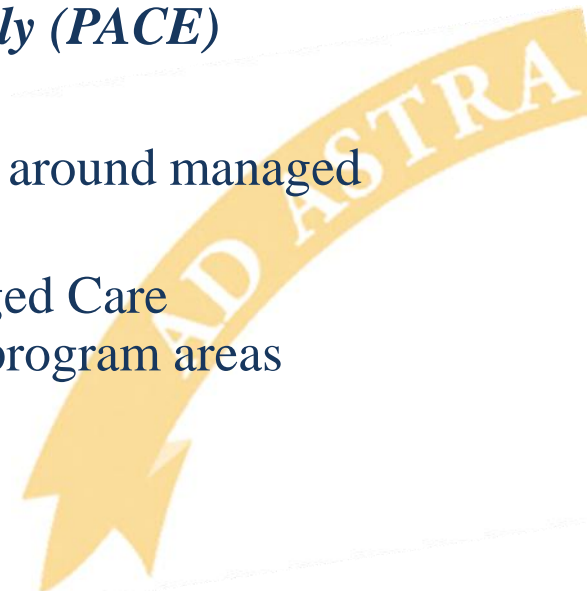 ly (PACE)
around managed
ged Care
program areas
AD ASTRA